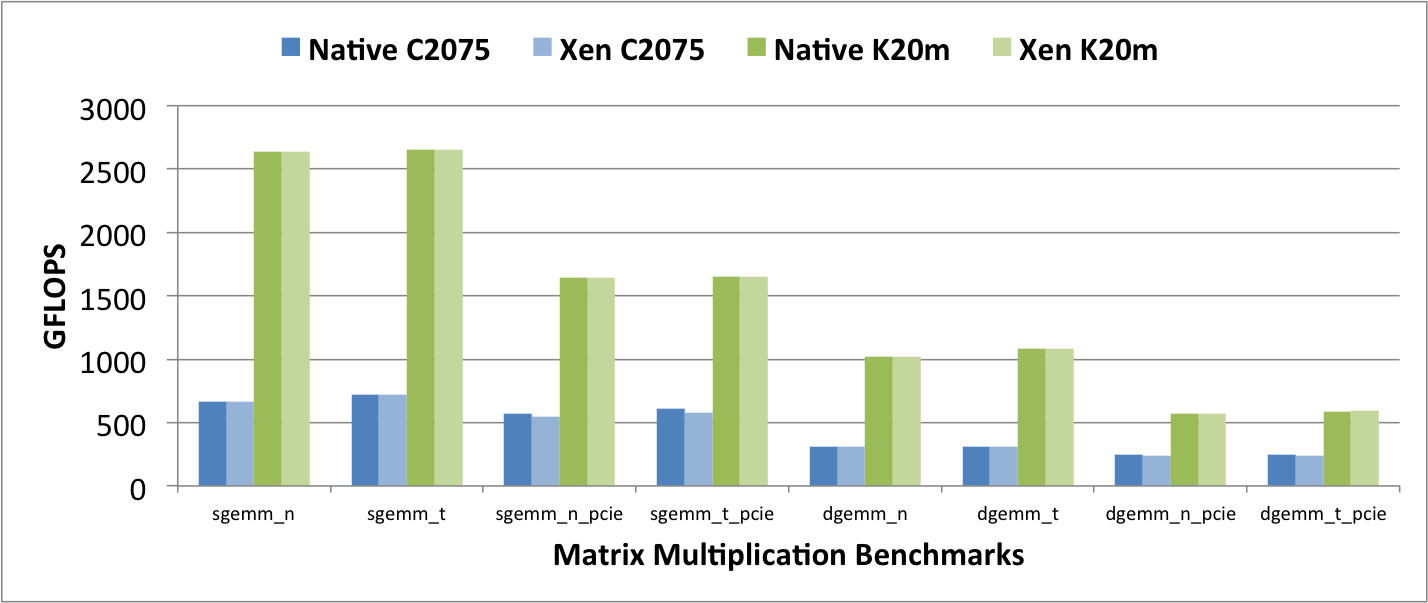 Native C2075 Xen C2075 Native K20m Xen K20m
3000
2500
2000
1500
1000
500
0
GFLOPS
sgemm_n sgemm_t sgemm_n_pcie sgemm_t_pcie dgemm_n dgemm_t dgemm_n_pcie dgemm_t_pcie
Matrix Multiplication Benchmarks